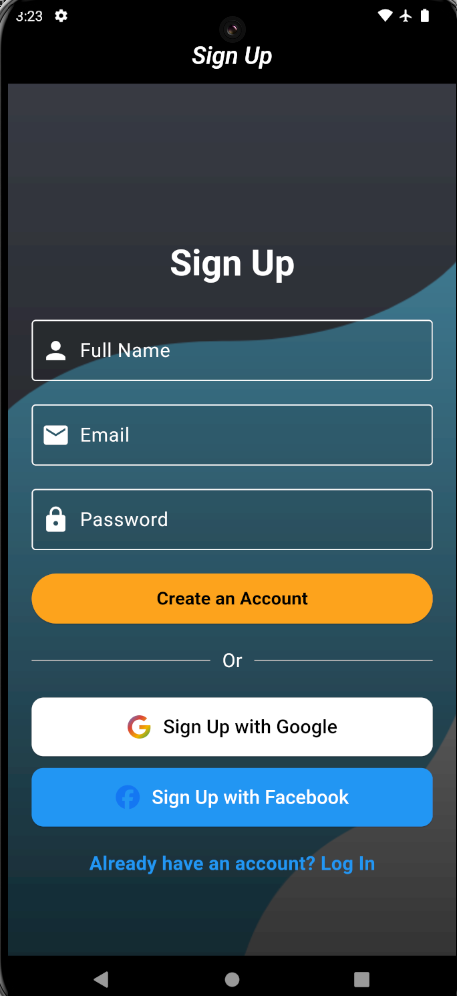 3:23
Sign Up
Sign Up
Full Name
Email
Password
Create an Account
Or
Sign Up with Google
Sign Up with Facebook
Already have an account? Log In